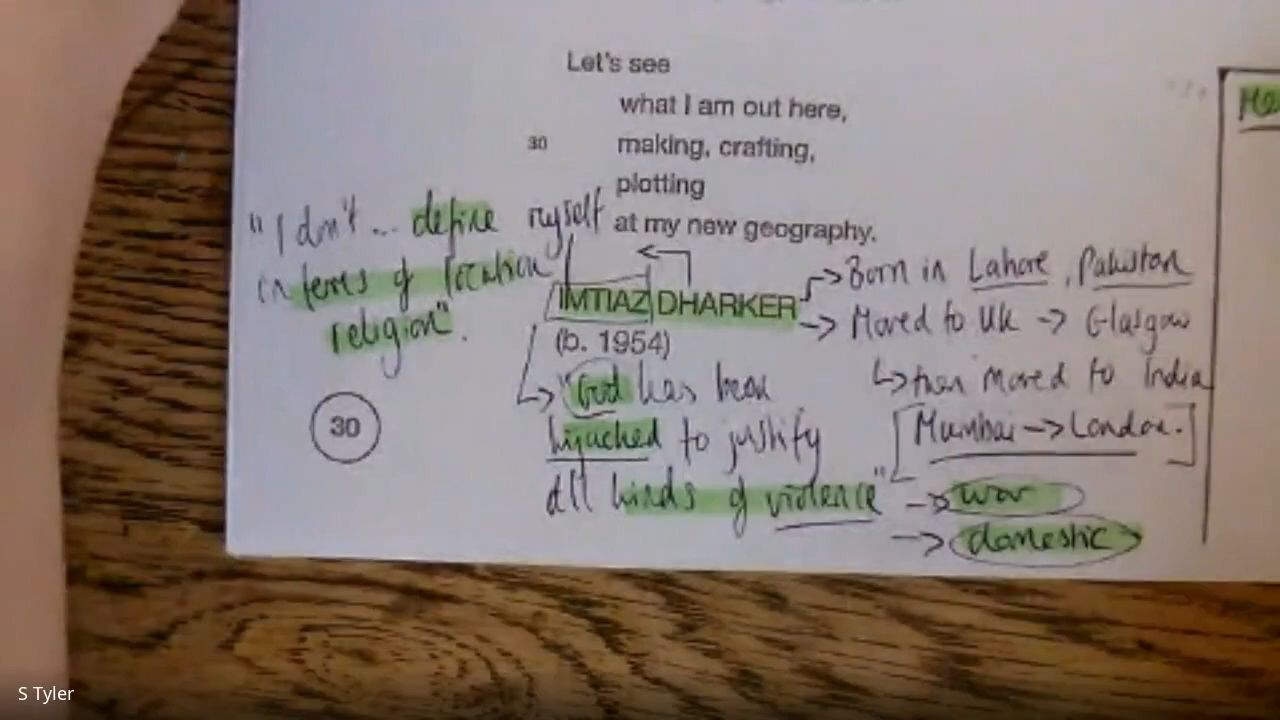 Let's see
what I am out here,
30 making, crafting,
plotting
at my new geography.
"I don't ... define myself
in terms of location
religion".
IMTIAZ DHARKER
(b. 1954)
→ Born in Lahore, Pakistan
→ Moved to UK → Glasgow
↳ then moved to India
[Mumbai → London.]
↳ "God has been
hijacked to justify
all kinds of violence"
→ war
→ domestic
30
S Tyler